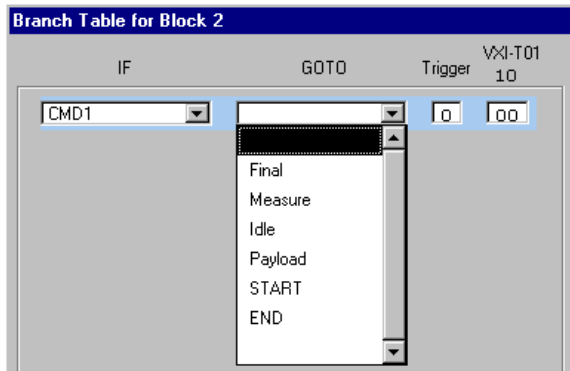 Branch Table for Block 2
IF GOTO Trigger VXI-T01
10
CMD1 0 00
Final
Measure
Idle
Payload
START
END